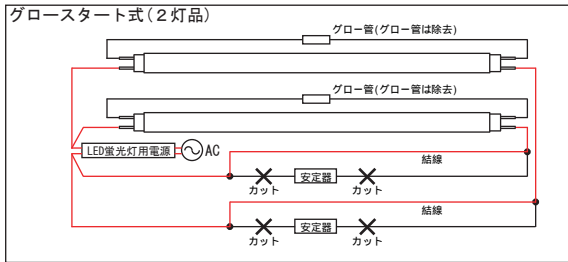 グロースタート式(2灯品)
グロー管(グロー管は除去)
グロー管(グロー管は除去)
LED蛍光灯用電源
AC
結線
安定器
カット
カット
結線
安定器
カット
カット